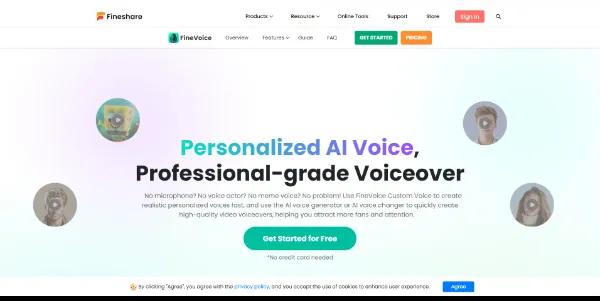 Fineshare
Products Resource Online Tools Support Store Sign In
FineVoice Overview Features Guide FAQ GET STARTED PRICING
Personalized AI Voice,
Professional-grade Voiceover
No microphone? No voice actor? No meme voice? No problem! Use FineVoice Custom Voice to create
realistic personalized voices fast, and use the AI voice generator or AI voice changer to quickly create
high-quality video voiceovers, helping you attract more fans and attention.
Get Started for Free
*No credit card needed
By clicking "Agree", you agree with the privacy policy, and you accept the use of cookies to enhance user experience.
Agree